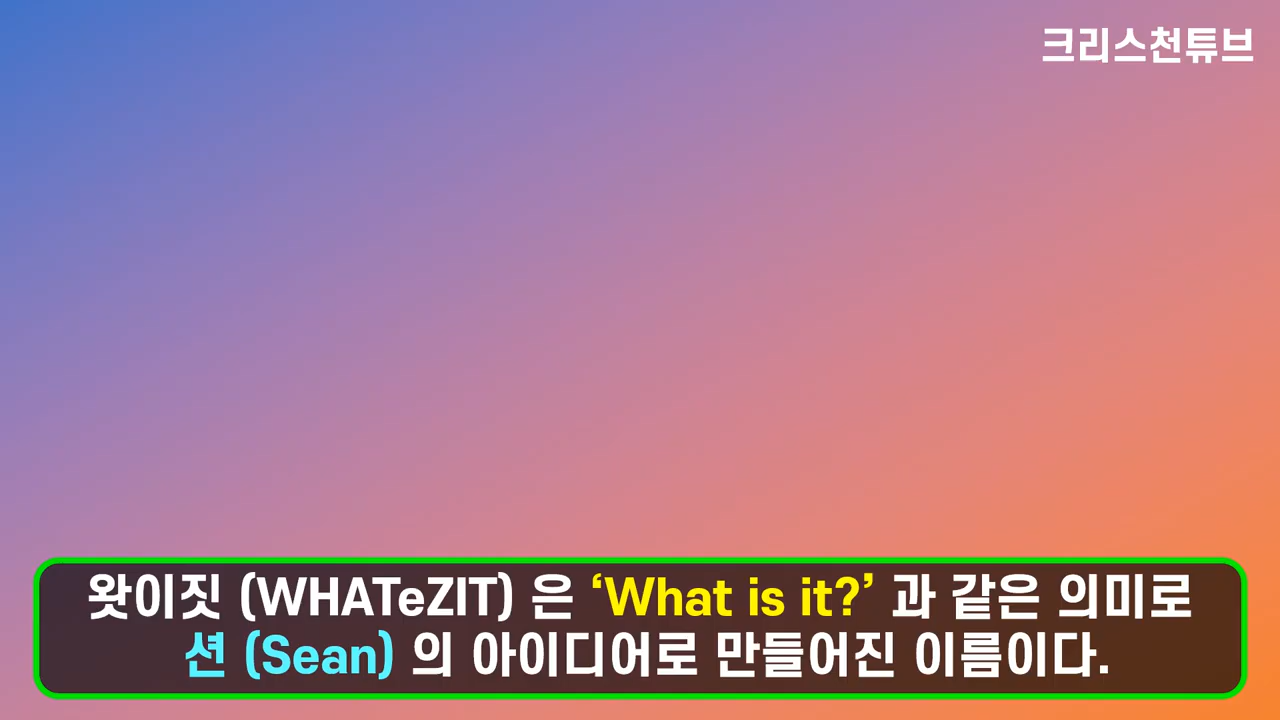 크리스천튜브
왓이짓 (WHATeZIT) 은 ‘What is it?’ 과 같은 의미로
션 (Sean) 의 아이디어로 만들어진 이름이다.